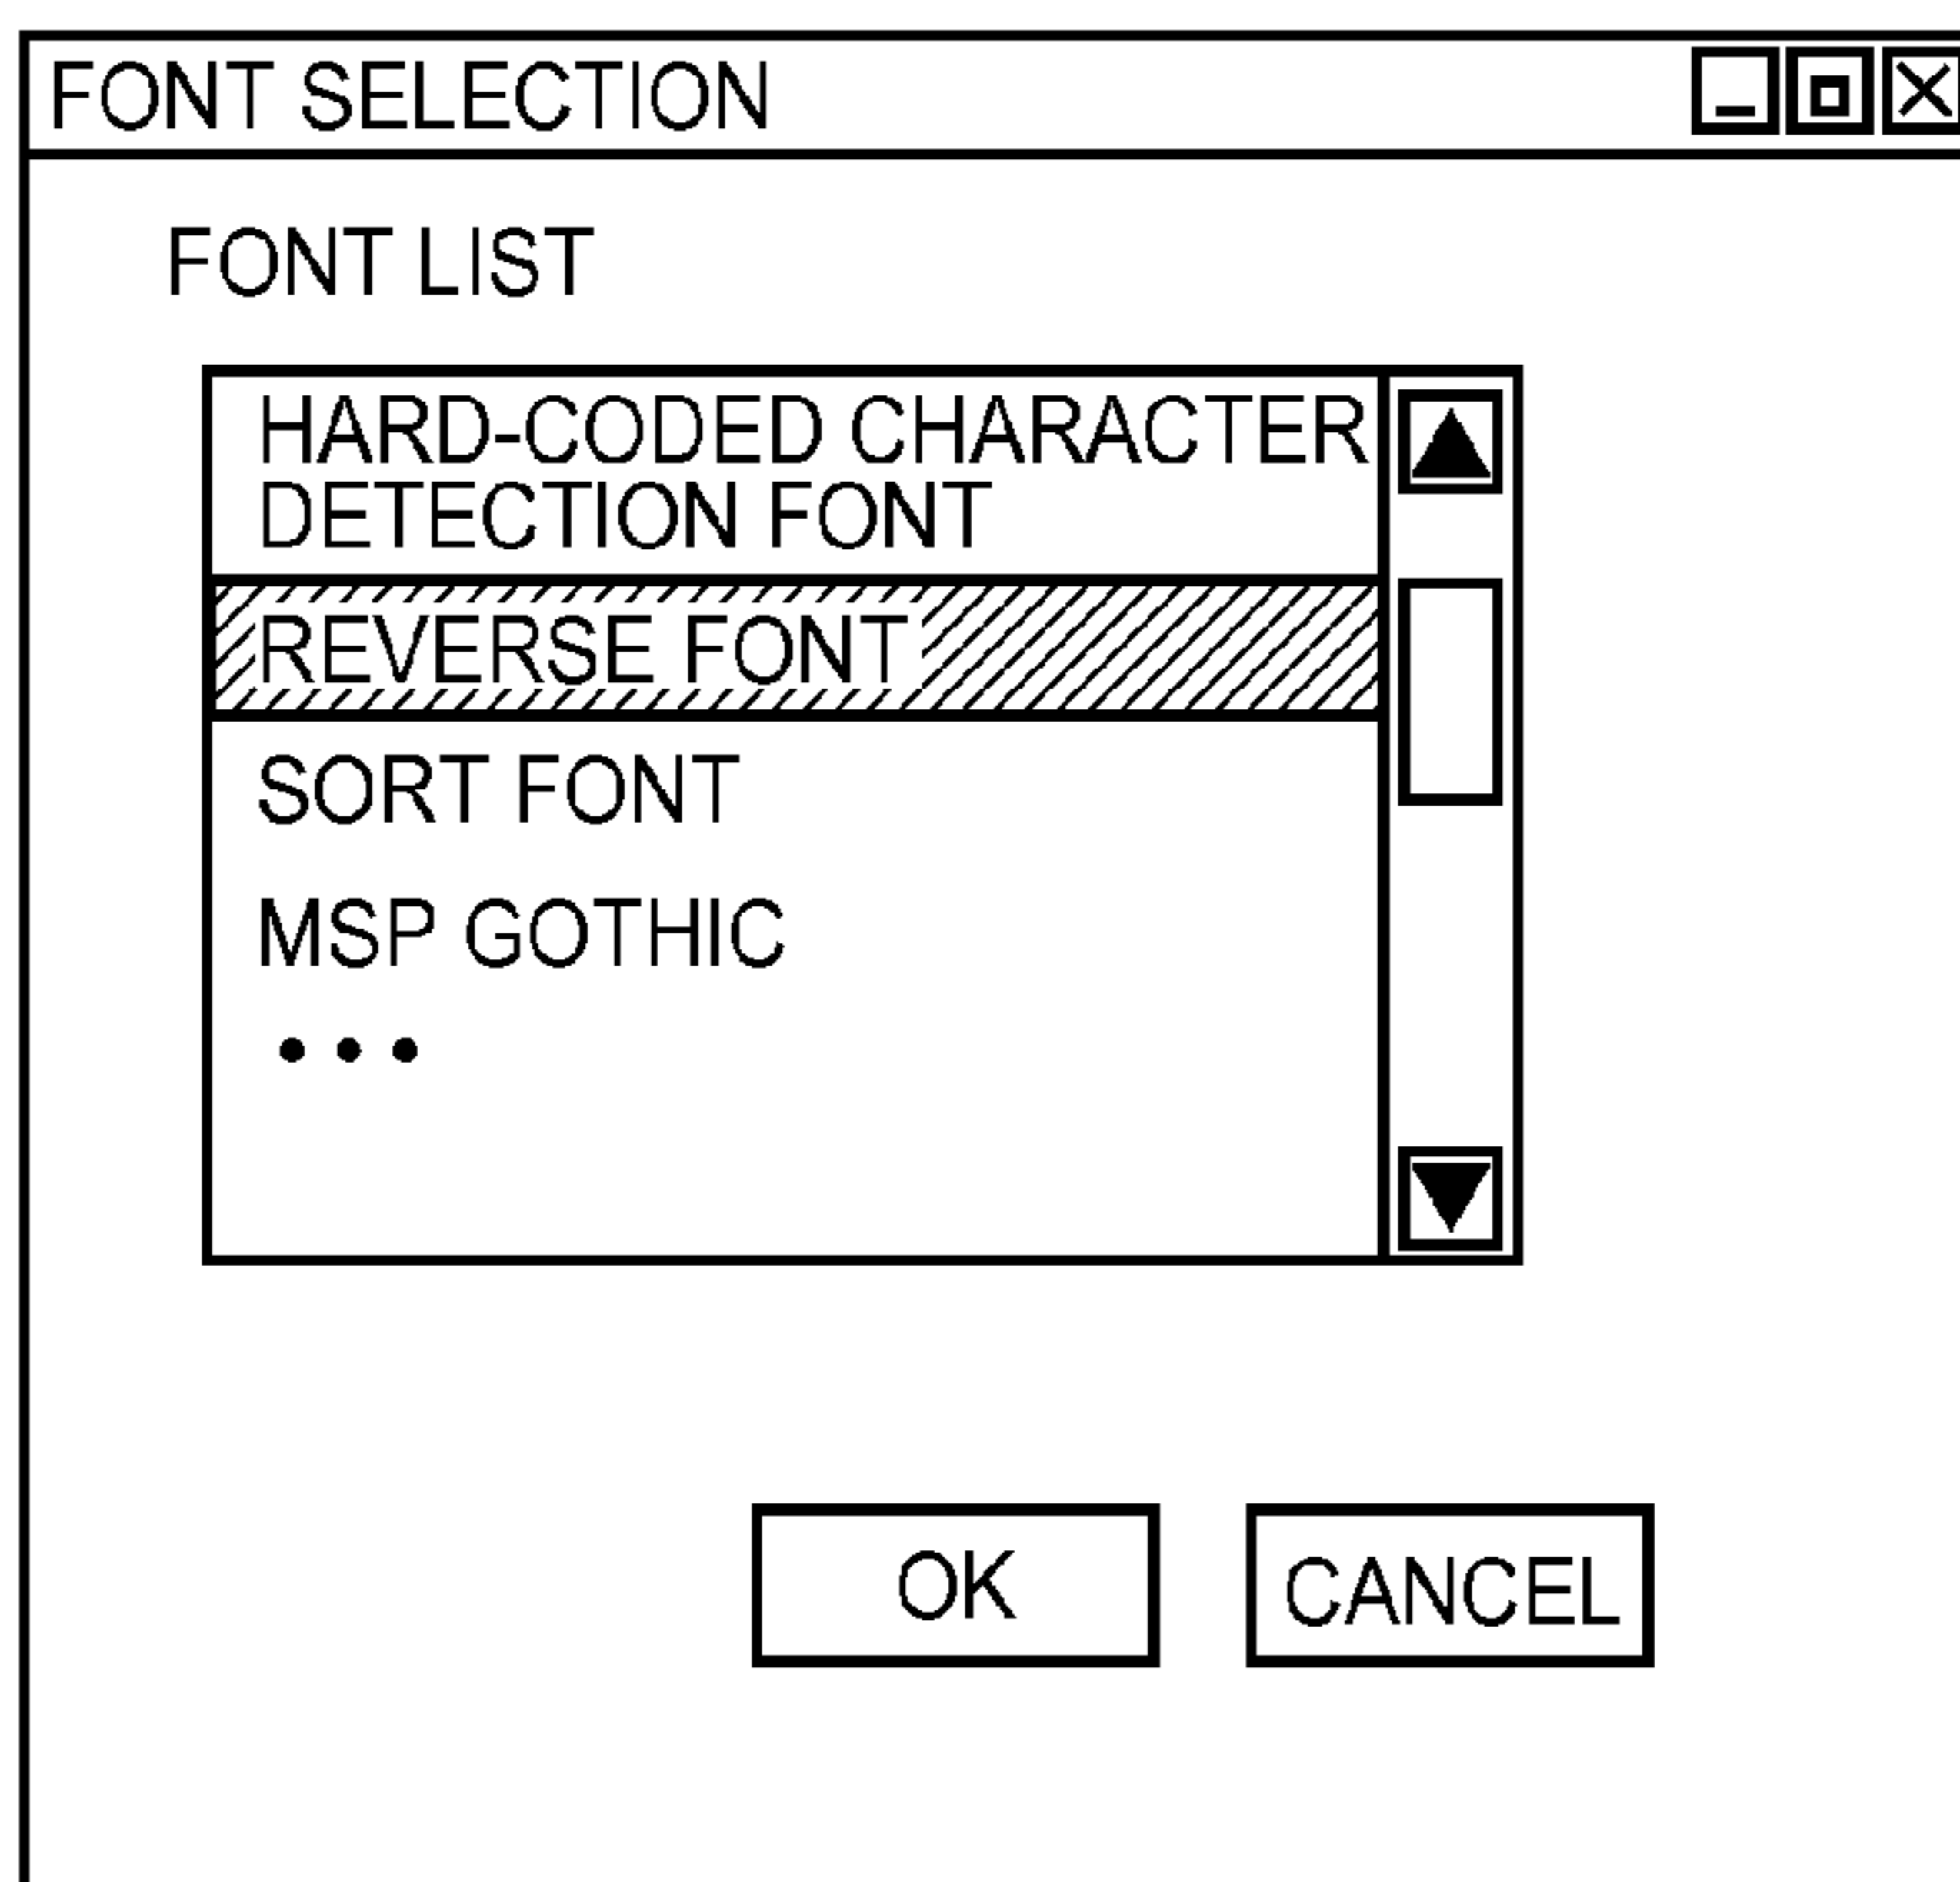 FONT SELECTION
FONT LIST
HARD-CODED CHARACTER
DETECTION FONT
REVERSE FONT
SORT FONT
MSP GOTHIC
• • •
OK
CANCEL